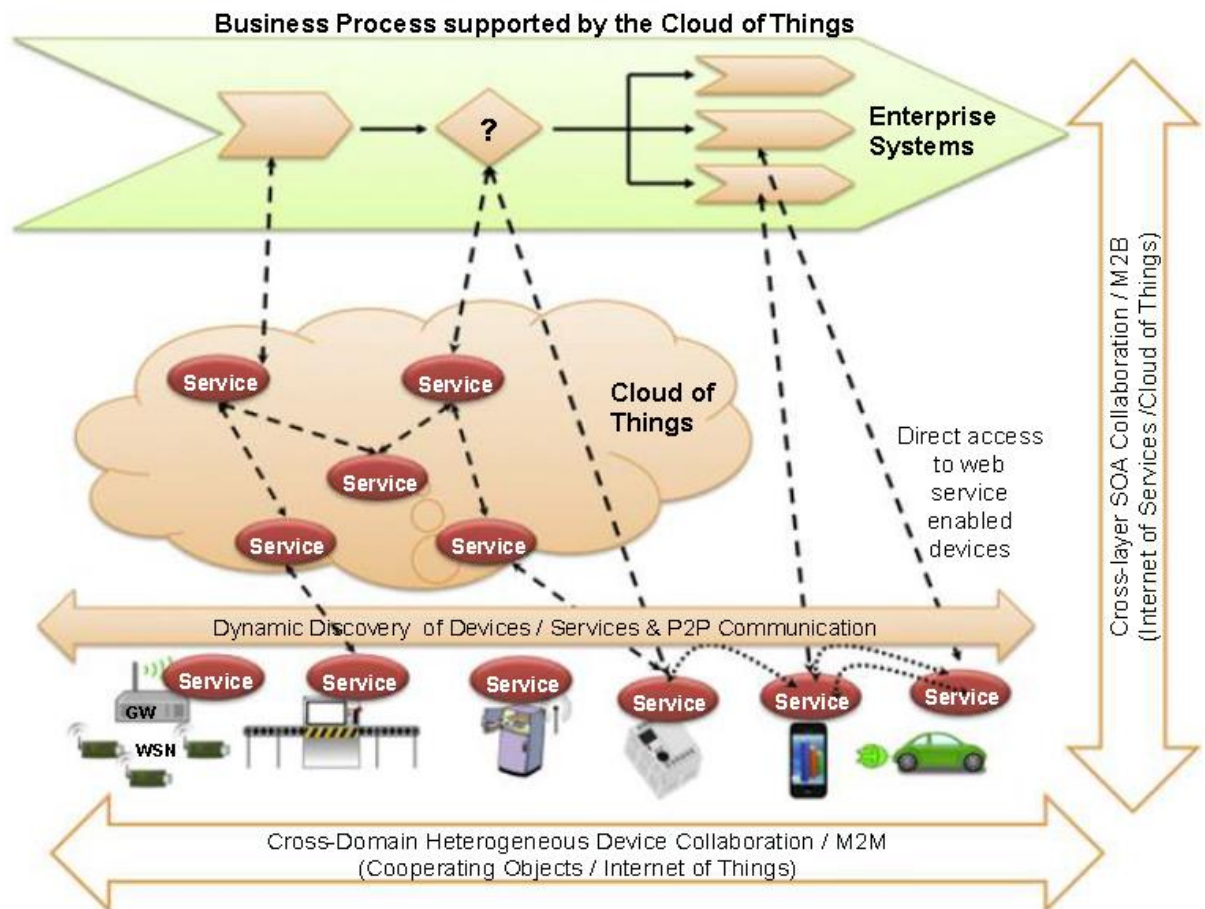 Business Process supported by the Cloud of Things
?
Enterprise
Systems
Service
Service
Cloud of
Things
Service
Service
Service
Direct access
to web
service
enabled
devices
Dynamic Discovery of Devices / Services & P2P Communication
Service
Service
Service
Service
Service
Service
GW
WSN
Cross-Domain Heterogeneous Device Collaboration / M2M
(Cooperating Objects / Internet of Things)
Cross-layer SOA Collaboration / M2B
(Internet of Services /Cloud of Things)